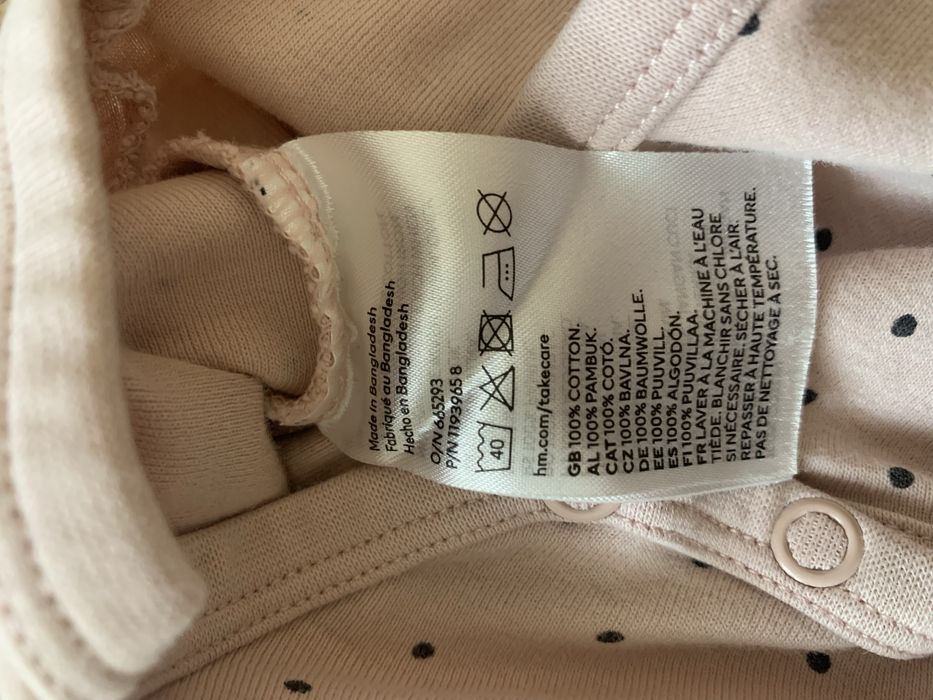 Made in Bangladesh
Fabriqué au Bangladesh
Hecho en Bangladesh
O/N 665293
P/N 11939658
40
hm.com/takecare
GB 100% COTTON.
AL 100% PAMBUK.
CAT 100% COTÓ.
CZ 100% BAVLNA.
DE 100% BAUMWOLLE.
EE 100% PUUVILL.
ES 100% ALGODÓN.
FI 100% PUUVILLAA.
FR LAVER À LA MACHINE À L'EAU
TIÈDE. BLANCHIR SANS CHLORE
SI NÉCESSAIRE. SÉCHER À L'AIR.
REPASSER À HAUTE TEMPÉRATURE.
PAS DE NETTOYAGE À SEC.